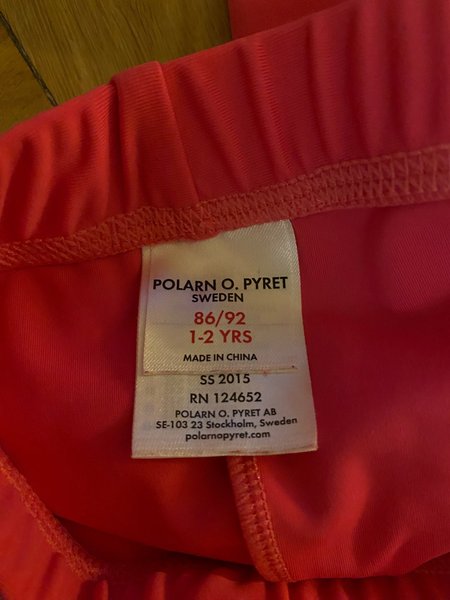 POLARN O. PYRET
SWEDEN
86/92
1-2 YRS
MADE IN CHINA
SS 2015
RN 124652
POLARN O. PYRET AB
SE-103 23 Stockholm, Sweden
polarnopyret.com